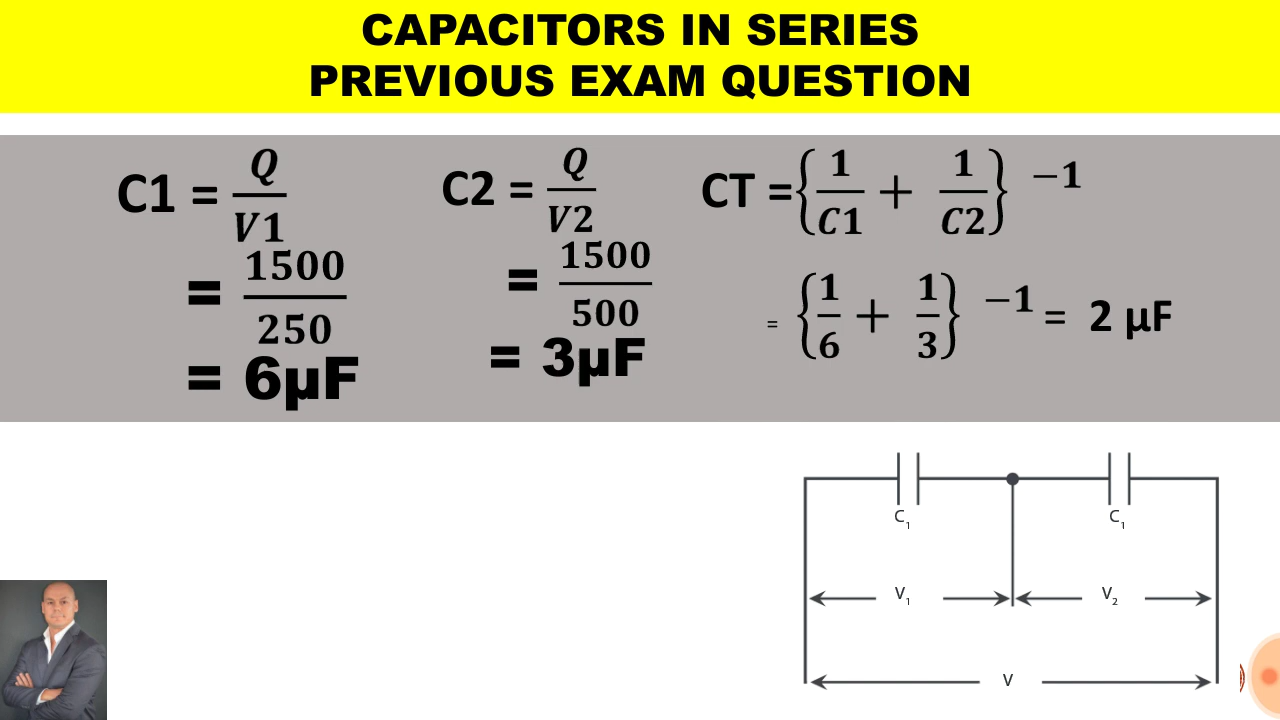 CAPACITORS IN SERIES
PREVIOUS EXAM QUESTION
C1 = Q/V1
= 1500/250
= 6µF
C2 = Q/V2
= 1500/500
= 3µF
CT ={1/C1 + 1/C2} −1
= {1/6 + 1/3} −1 = 2 µF
C1 C1
V1 V2
V